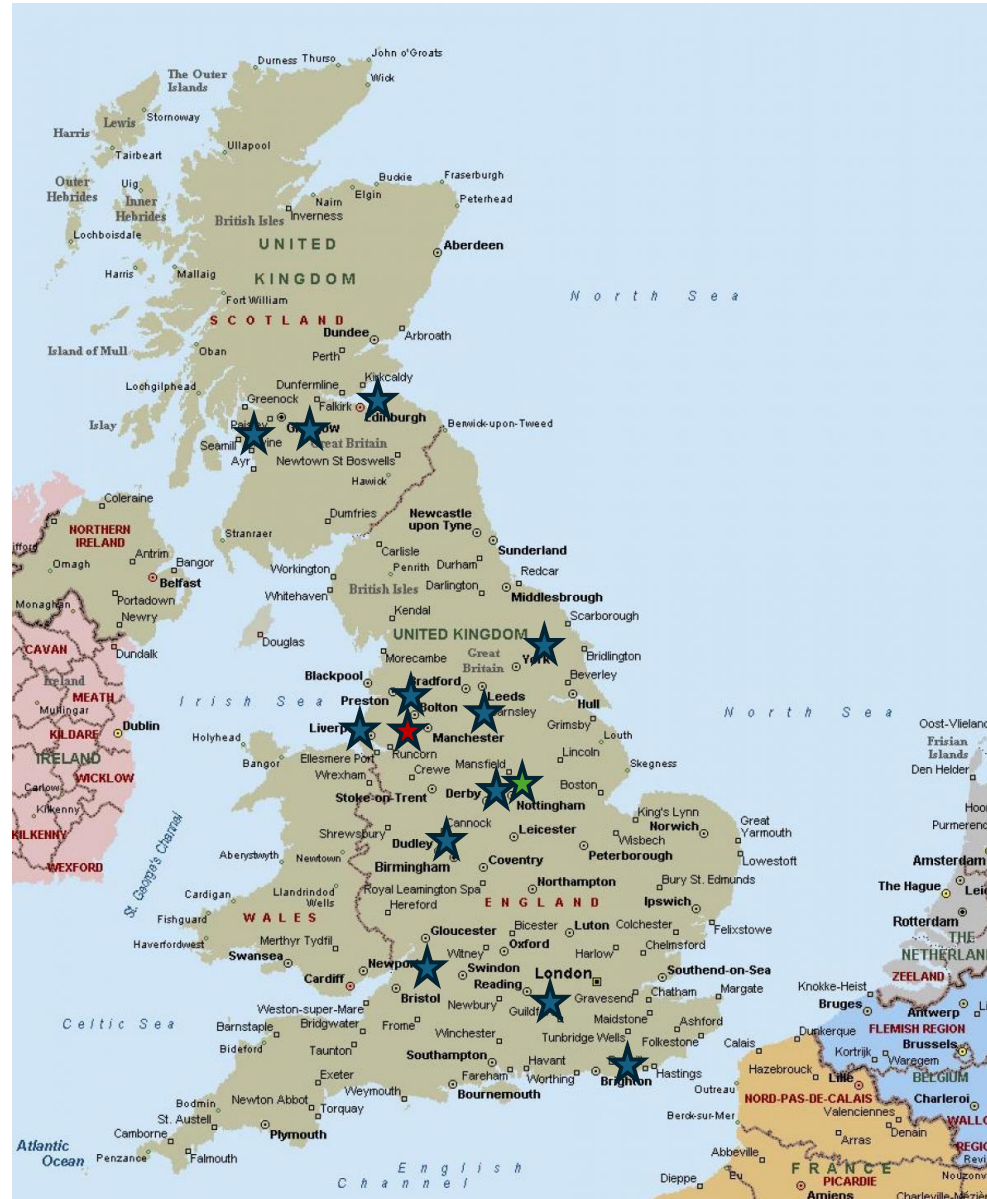 John o'Groats
Durness Thurso
Wick
The Outer
Islands
Stornoway
Lewis
Harris
Tairbeart
Ullapool
Outer
Hebrides
Uig
Inner
Hebrides
Buckie
Fraserburgh
Elgin
Nairn
Peterhead
British Isles
Inverness
Lochboisdale
UNITED
KINGDOM
Aberdeen
Harris
Mallaig
Fort William
North Sea
SCOTLAND
Dundee
Arbroath
Island of Mull
Oban
Perth
Lochgilphead
Kirkcaldy
Dunfermline
Greenock
Falkirk
Edinburgh
Islay
Seamill
Great Britain
Berwick-upon-Tweed
Ayr
Newtown St Boswells
Hawick
Coleraine
Dumfries
Newcastle
upon Tyne
NORTHERN
IRELAND
Stranraer
Sunderland
Carlisle
Omagh
Antrim
Bangor
Penrith
Durham
Redcar
Belfast
Workington
British Isles
Darlington
Middlesbrough
Whitehaven
Portadown
Monaghan
Newry
Kendal
Scarborough
Douglas
UNITED KINGDOM
CAVAN
Dundalk
Morecambe
Great
Britain
York
Bridlington
Ireland
Blackpool
Bradford
Beverley
MEATH
Preston
Leeds
Hull
Mullingar
Irish Sea
Bolton
Grimsby
North Sea
KILDARE
Dublin
Manchester
Louth
Oost-Vlieland
Frisian
Islands
Holyhead
Ellesmere Port
Runcorn
Lincoln
IRELAND
Bangor
Wrexham
Crewe
Mansfield
Skegness
Den Helder
WICKLOW
Carlow
Stoke-on-Trent
Derby
Boston
Nottingham
Kilkenny
King's Lynn
Great
Yarmouth
KILKENNY
St. George's Channel
Shrewsbury
Cannock
Leicester
Wisbech
Norwich
Dudley
Peterborough
Lowestoft
WEXFORD
Aberystwyth
Newtown
Birmingham
Coventry
Amsterdam
Royal Leamington Spa
Northampton
Bury St. Edmunds
The Hague
Cardigan
Llandrindod
Wells
Hereford
ENGLAND
Ipswich
Fishguard
WALES
Gloucester
Bicester
Luton
Colchester
Felixstowe
Rotterdam
Haverfordwest
Merthyr Tydfil
Witney
Oxford
Harlow
Chelmsford
THE
NETHERLAN
Swansea
Newport
Swindon
London
Southend-on-Sea
ZEELAND
Cardiff
Reading
Bristol
Newbury
Gravesend
Chatham
Margate
Knokke-Heist
Weston-super-Mare
Bruges
Antwerp
Celtic Sea
Barnstaple
Bridgwater
Frome
Maidstone
Ashford
Winchester
Tunbridge Wells
Folkestone
Calais
Dunkerque
FLEMISH REGION
Bideford
Taunton
Southampton
Havant
Kortrijk
Brussels
Waregem
Exeter
Fareham
Worthing
Brighton
Hastings
Hazebrouck
Lille
BELGIUM
Bodmin
Newton Abbot
Weymouth
Bournemouth
Outreau
NORD-PAS-DE-CALAIS
Charleroi
St. Austell
Torquay
Berck-sur-Mer
Valenciennes
Camborne
Plymouth
Arras
Denain
Atlantic
Ocean
Penzance
Falmouth
Abbeville
English
Channel
Eu
FRANCE
PICARDIE
Dieppe
Amiens